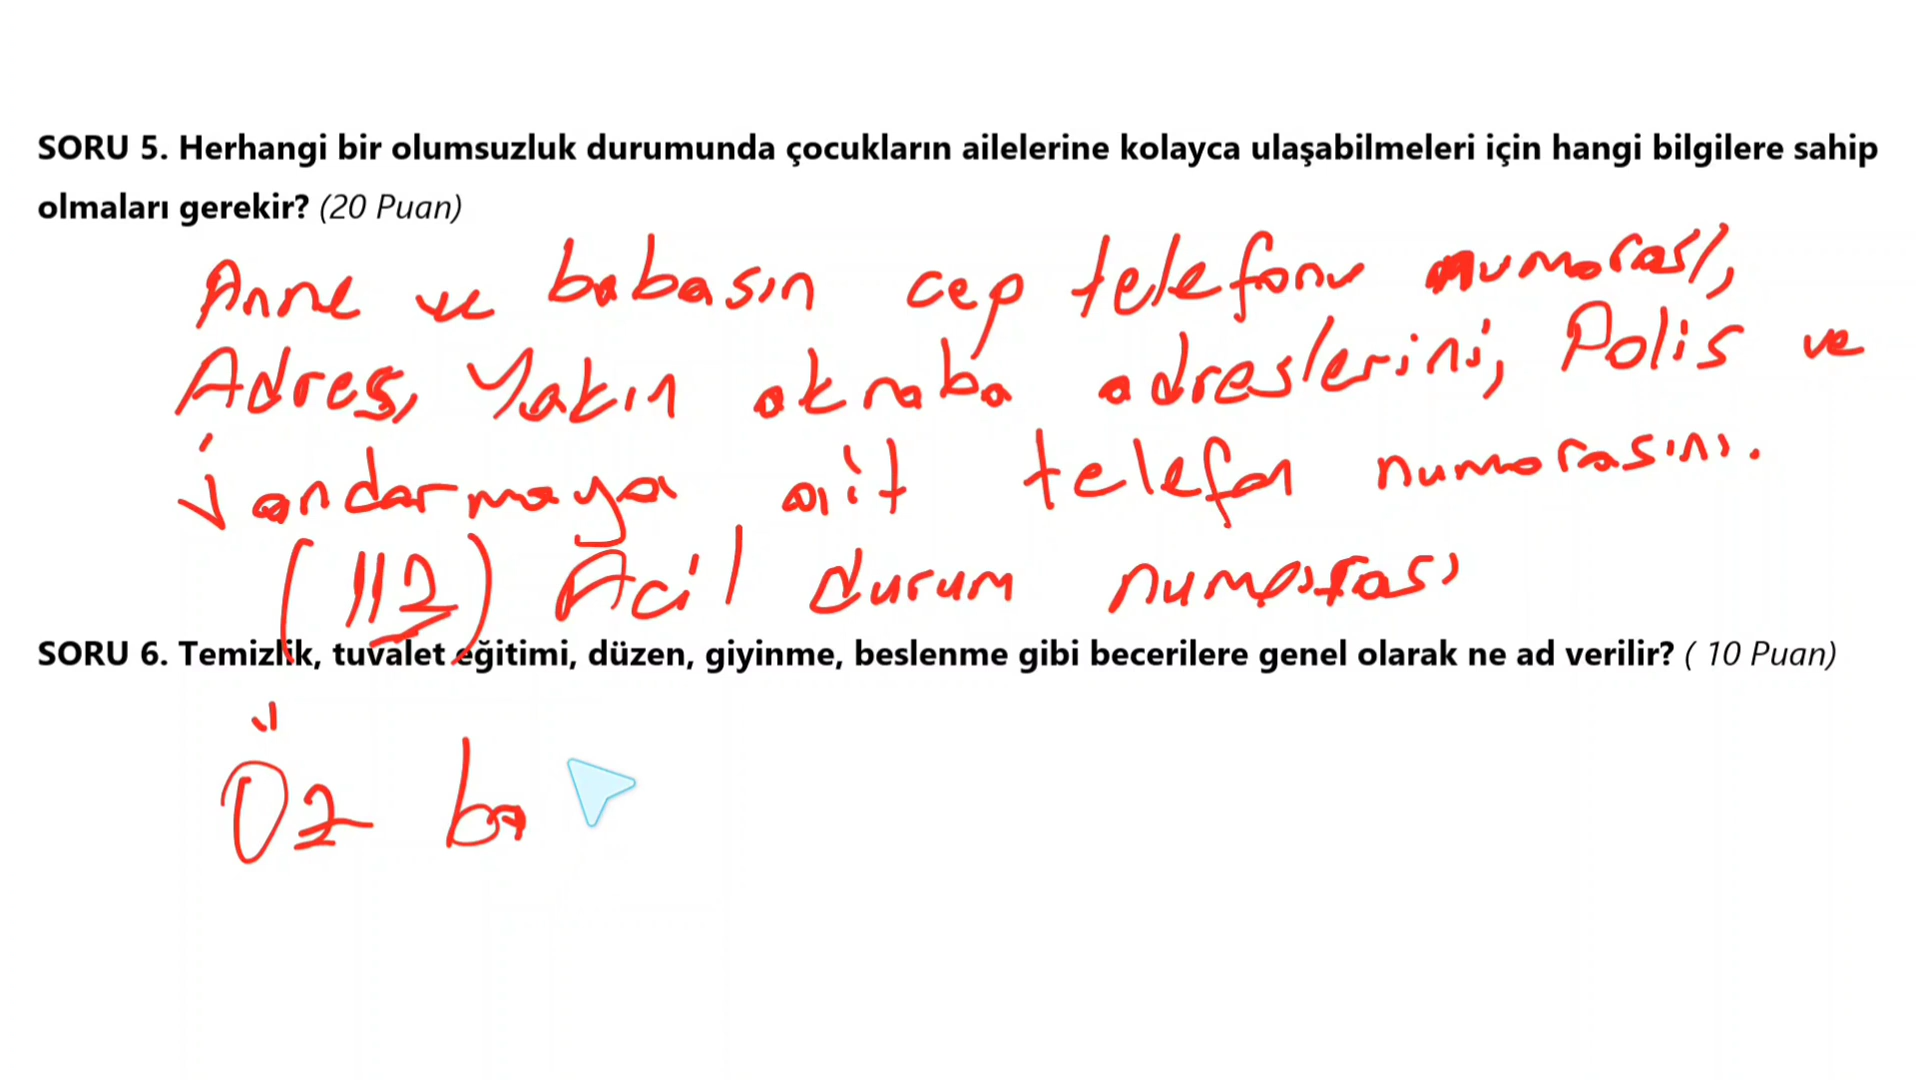 SORU 5. Herhangi bir olumsuzluk durumunda çocukların ailelerine kolayca ulaşabilmeleri için hangi bilgilere sahip
olmaları gerekir? (20 Puan)
Anne ve babasın cep telefonu numarası,
Adres, Yakın akraba adreslerini, Polis ve
Jandarmaya ait telefon numarasını.
(112) Acil durum numarası
SORU 6. Temizlik, tuvalet eğitimi, düzen, giyinme, beslenme gibi becerilere genel olarak ne ad verilir? ( 10 Puan)
Öz ba